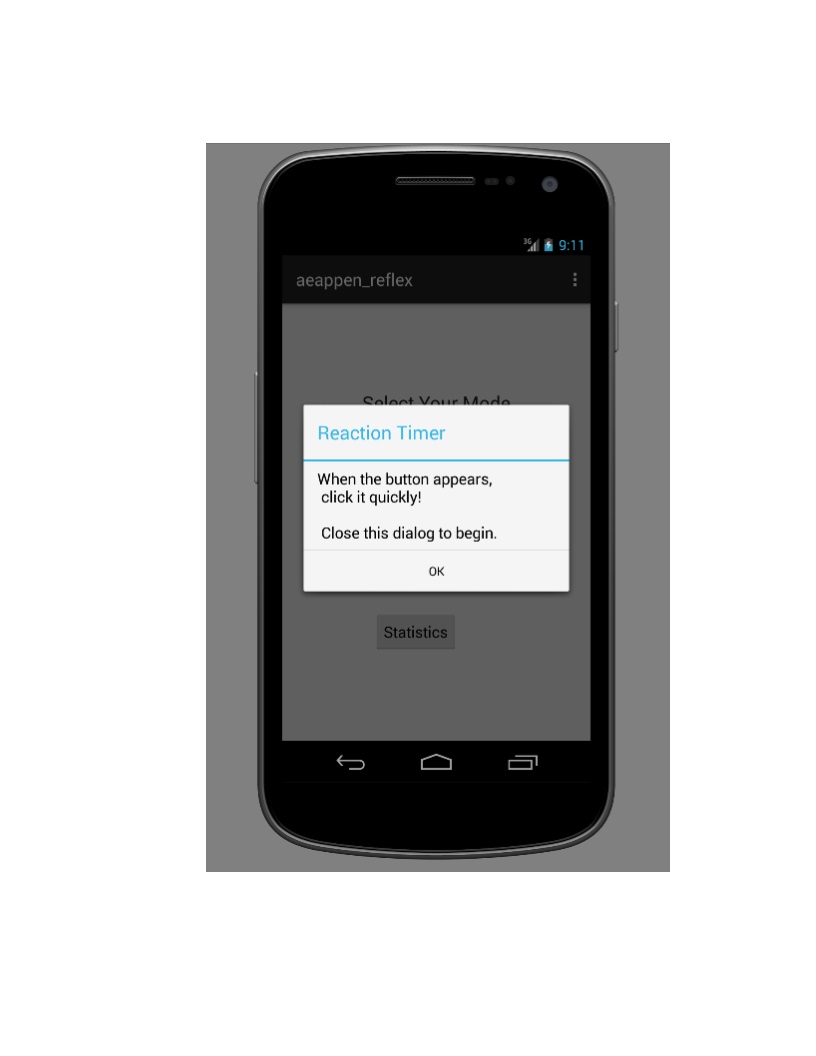 3G 9:11
aeappen_reflex
Select Your Mode
Reaction Timer
When the button appears,
click it quickly!
Close this dialog to begin.
OK
Statistics